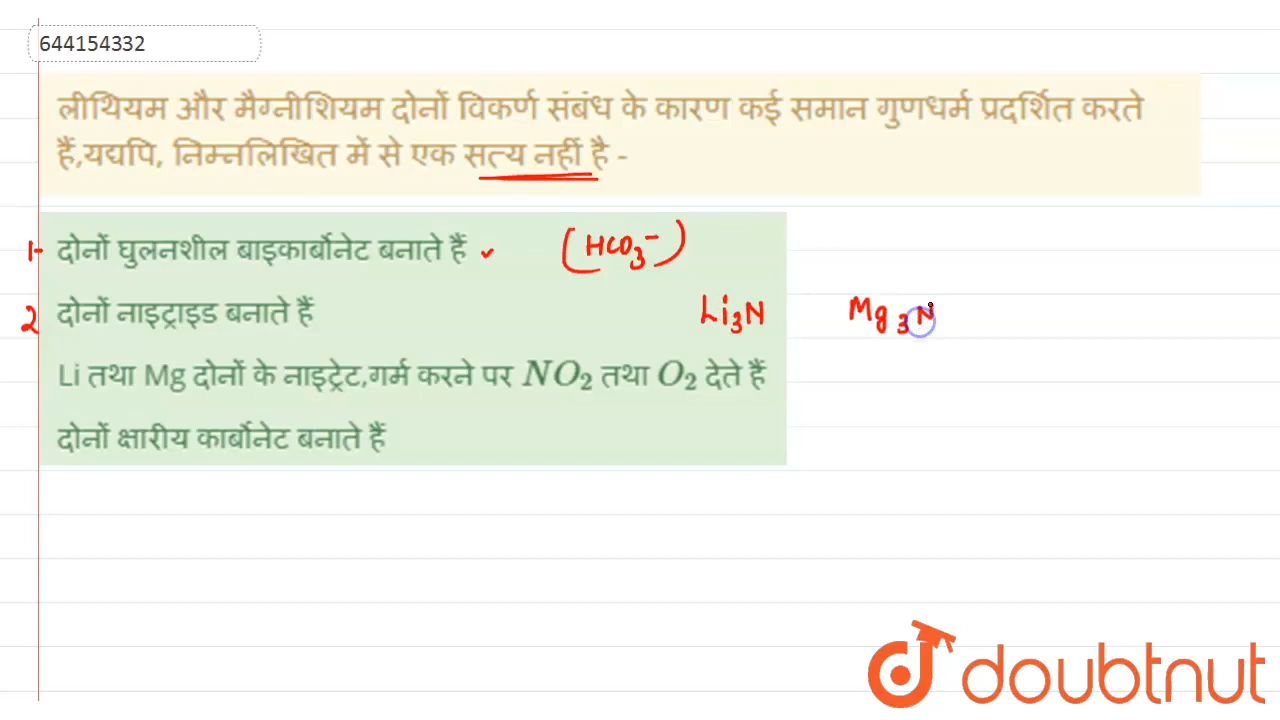 644154332
लीथियम और मैग्नीशियम दोनों विकर्ण संबंध के कारण कई समान गुणधर्म प्रदर्शित करते
हैं,यद्यपि, निम्नलिखित में से एक सत्य नहीं है -
1- दोनों घुलनशील बाइकार्बोनेट बनाते हैं ✓ (HCO₃⁻)
2 दोनों नाइट्राइड बनाते हैं Li₃N Mg₃N
Li तथा Mg दोनों के नाइट्रेट,गर्म करने पर NO₂ तथा O₂ देते हैं
दोनों क्षारीय कार्बोनेट बनाते हैं
doubtnut